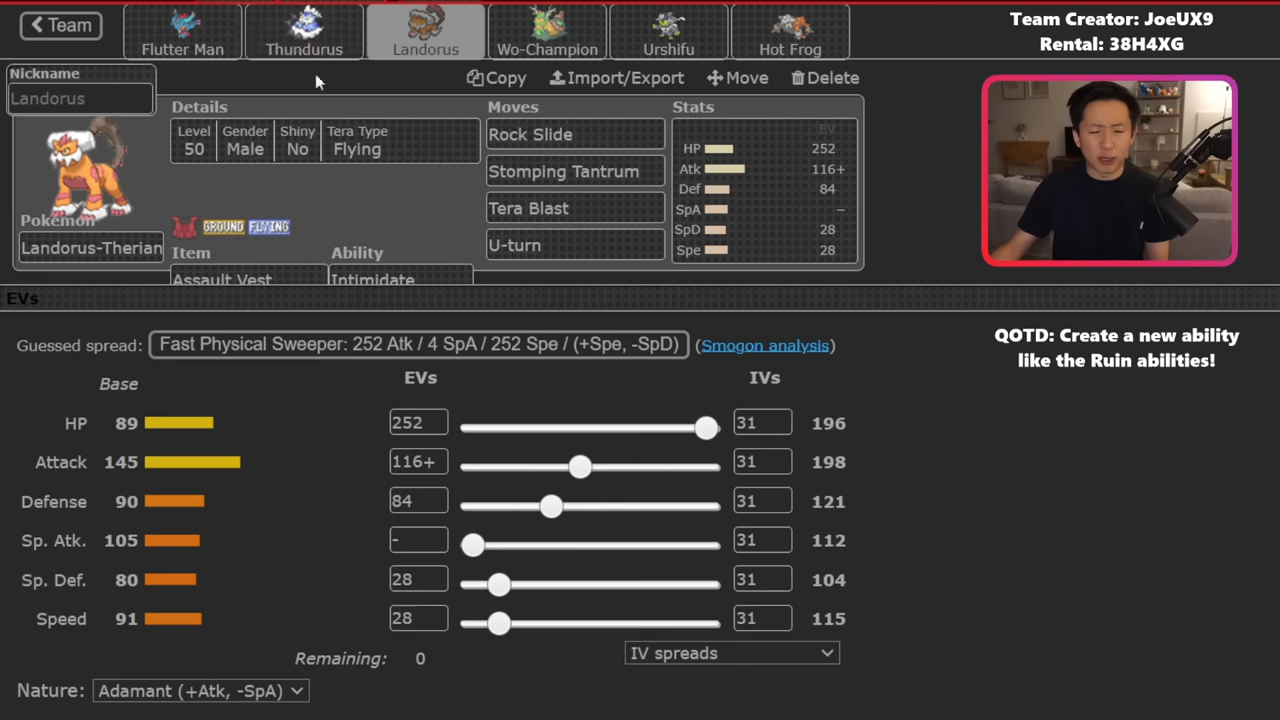 Team
Flutter Man
Thundurus
Landorus
Wo-Champion
Urshifu
Hot Frog
Team Creator: JoeUX9
Rental: 38H4XG
Nickname
Landorus
Copy
Import/Export
Move
Delete
Details
Level
50
Gender
Male
Shiny
No
Tera Type
Flying
Moves
Rock Slide
Stomping Tantrum
Tera Blast
U-turn
Stats
EV
HP 252
Atk 116+
Def 84
SpA –
SpD 28
Spe 28
GROUND FLYING
Pokémon
Landorus-Therian
Item
Assault Vest
Ability
Intimidate
EVs
Guessed spread: Fast Physical Sweeper: 252 Atk / 4 SpA / 252 Spe / (+Spe, -SpD) (Smogon analysis)
Base EVs IVs
HP 89 252 31 196
Attack 145 116+ 31 198
Defense 90 84 31 121
Sp. Atk. 105 - 31 112
Sp. Def. 80 28 31 104
Speed 91 28 31 115
Remaining: 0
IV spreads
Nature: Adamant (+Atk, -SpA)
QOTD: Create a new ability
like the Ruin abilities!